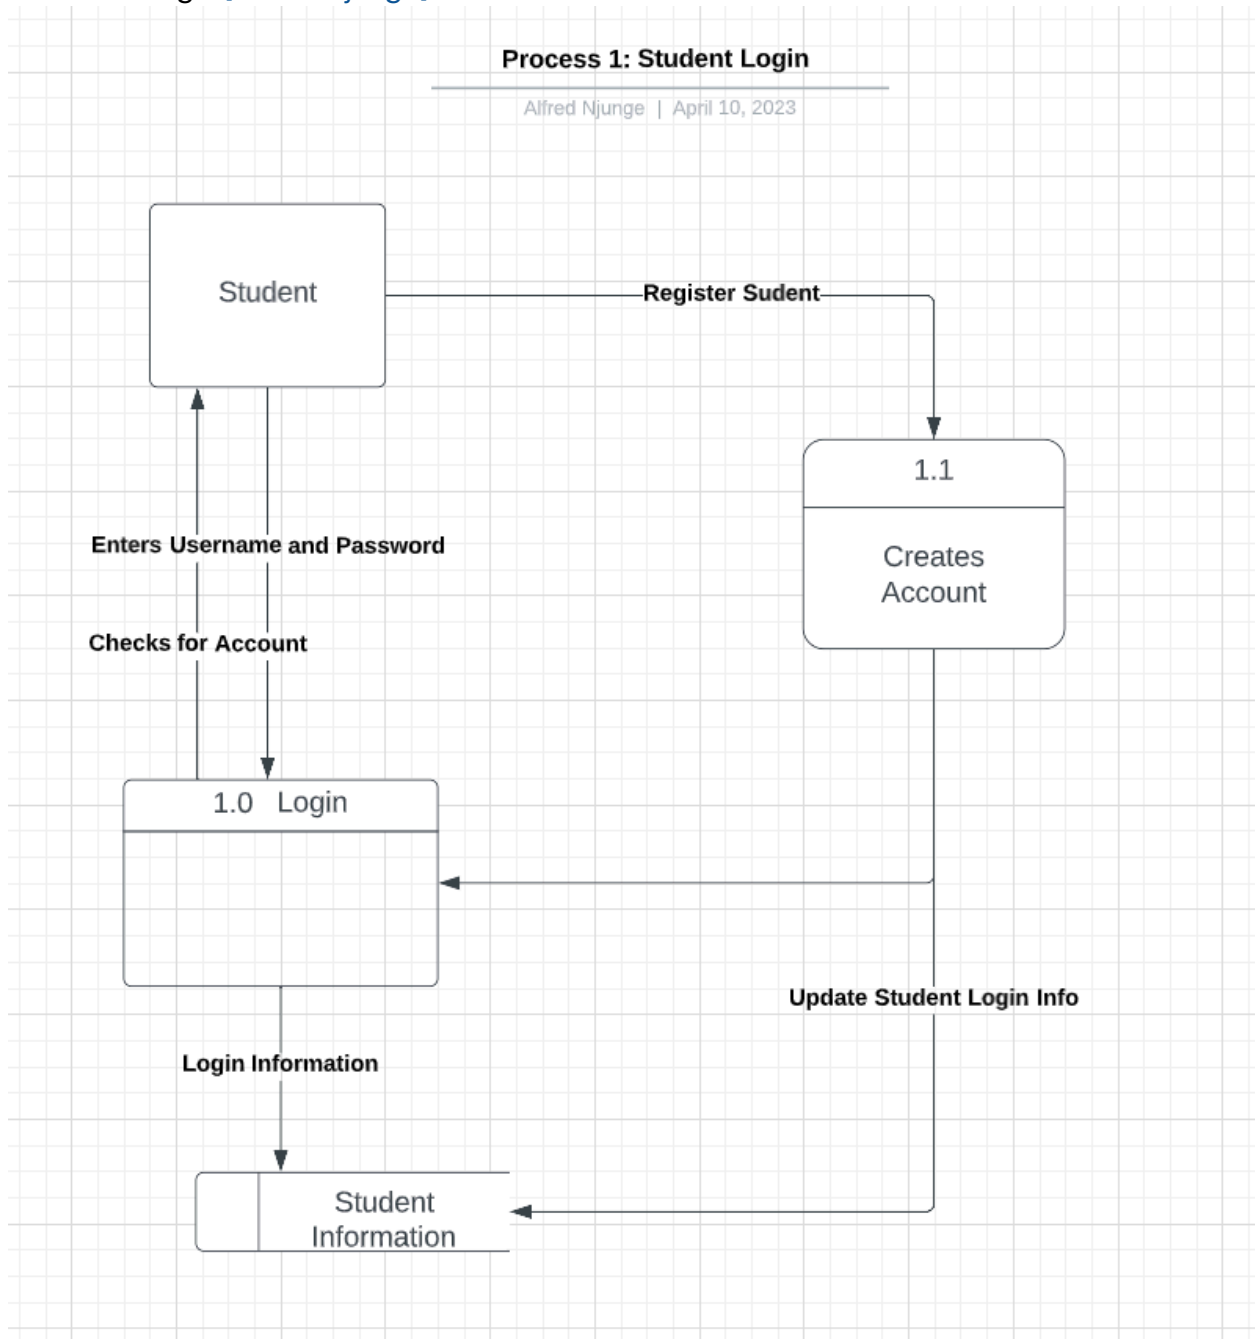 Process 1: Student Login
Alfred Njunge | April 10, 2023
Student
Register Sudent
1.1
Creates
Account
Enters Username and Password
Checks for Account
1.0 Login
Update Student Login Info
Login Information
Student
Information